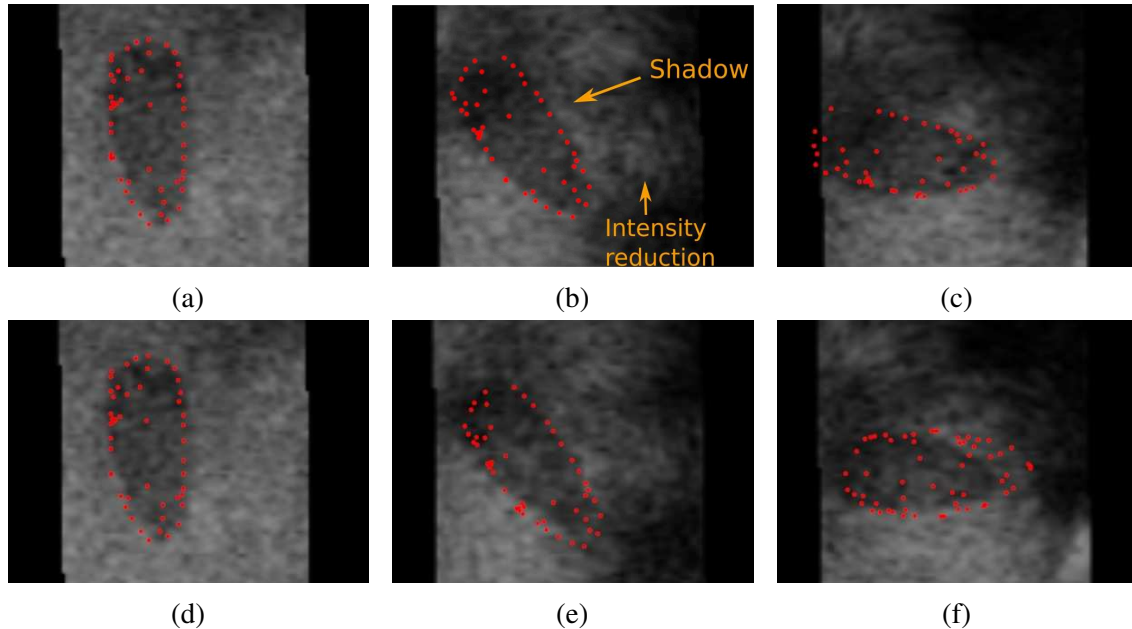 Shadow
Intensity
reduction
(a)
(b)
(c)
(d)
(e)
(f)